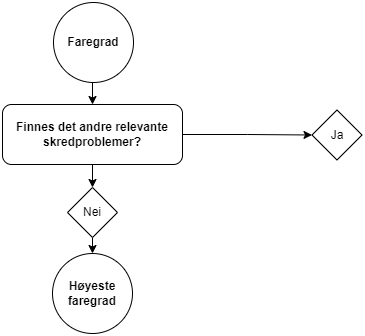 Faregrad
Finnes det andre relevante
skredproblemer?
Ja
Nei
Høyeste
faregrad